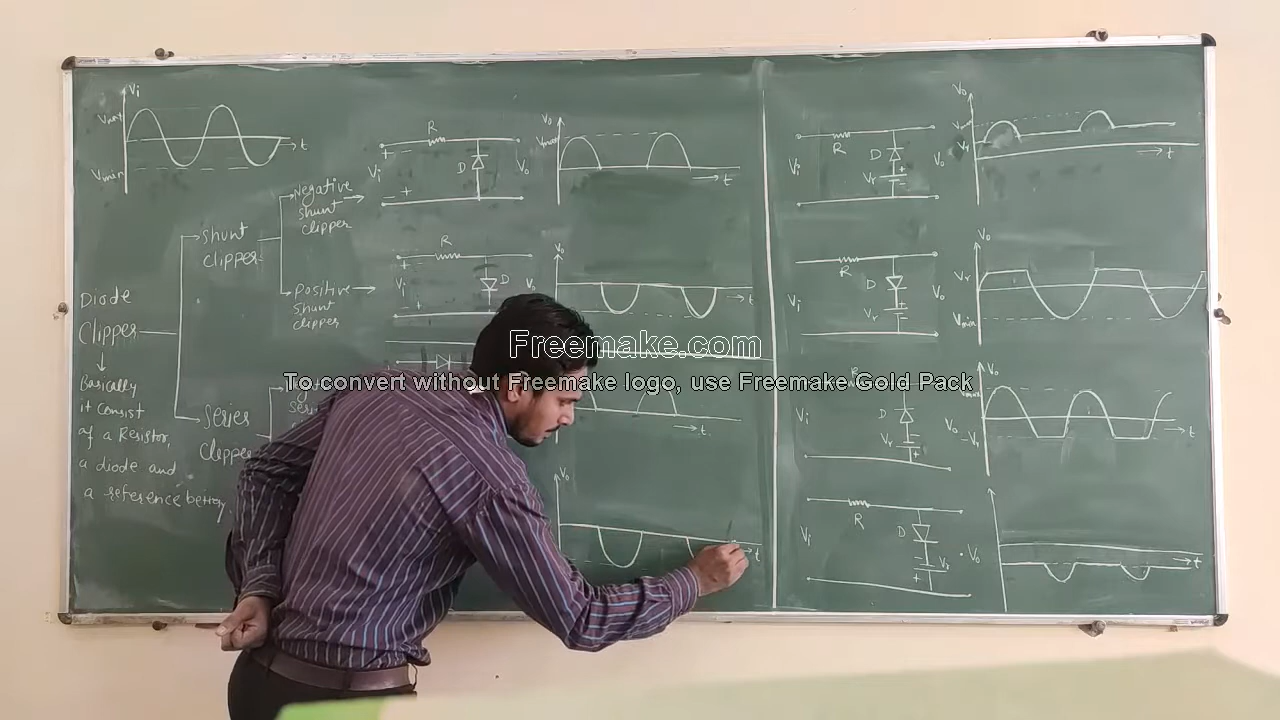 Vi
Vmax
t
Vmin
Diode
Clipper
Basically
it consist
of a Resistor,
a diode and
a reference bettery,
Shunt
Clipper
Series
Clipper
Negative
shunt
clipper
Positive
shunt
clipper
R
+ -
Vi
D
Vo
- +
Vo
Vmax
t
R
+ -
Vi
D
Vo
- +
Vo
t
t
Vo
t
R
Vi
D
Vr
+
-
Vo
Vo
Vr
t
R
Vi
D
Vr
+
-
Vo
Vo
Vr
Vmin
R
Vi
D
Vr
-
+
Vo
Vo
Vmax
-Vr
t
R
Vi
D
-
+
Vo
t
Freemake.com
To convert without Freemake logo, use Freemake Gold Pack